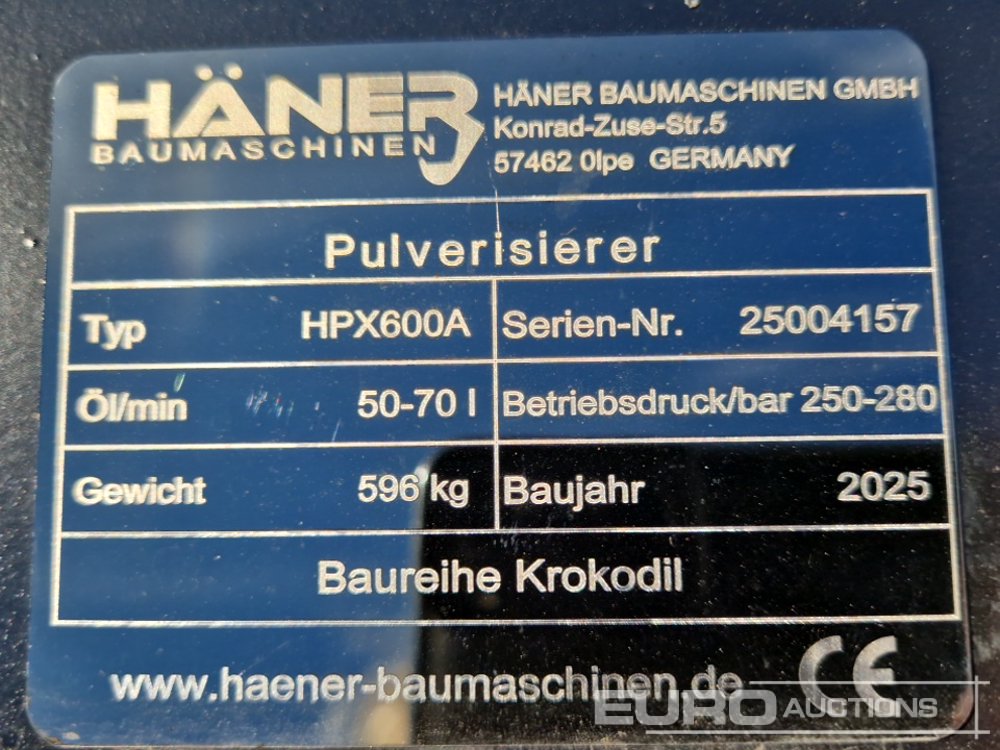 HÄNER
BAUMASCHINEN
HÄNER BAUMASCHINEN GMBH
Konrad-Zuse-Str.5
57462 Olpe GERMANY
Pulverisierer
Typ HPX600A Serien-Nr. 25004157
Öl/min 50-70 l Betriebsdruck/bar 250-280
Gewicht 596 kg Baujahr 2025
Baureihe Krokodil
www.haener-baumaschinen.de CE
EURO AUCTIONS